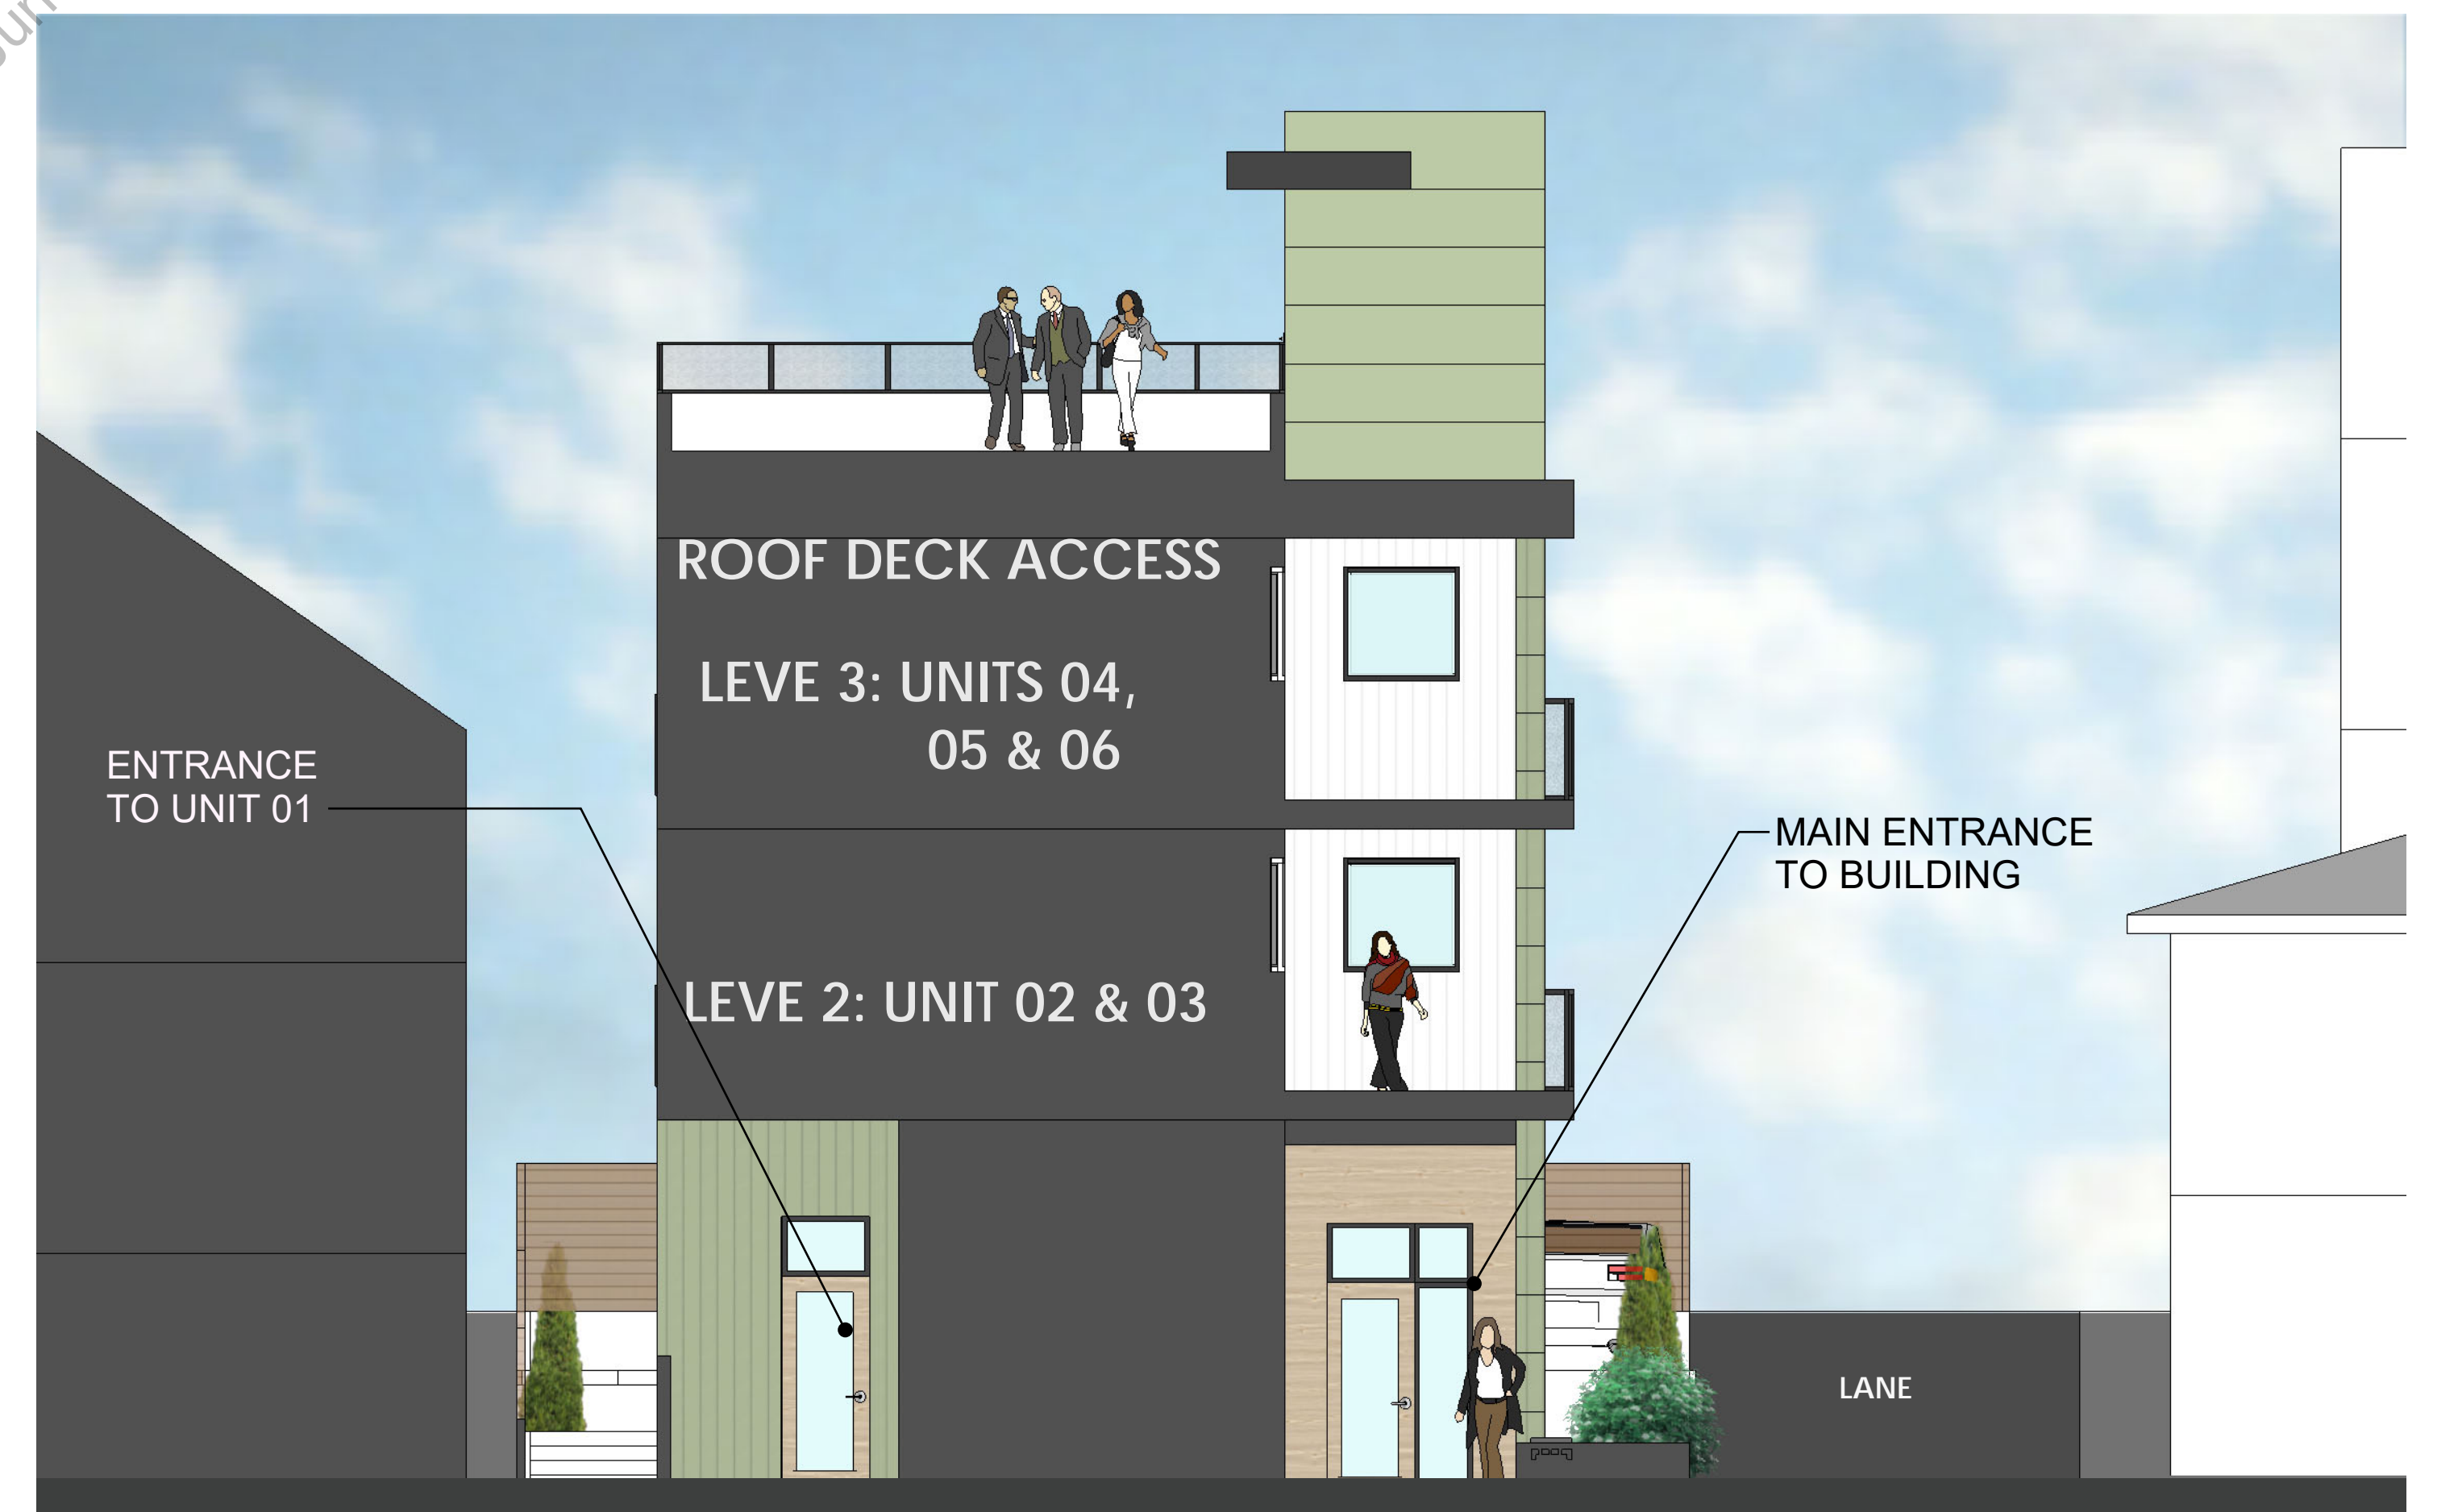 ROOF DECK ACCESS
LEVE 3: UNITS 04,
05 & 06
ENTRANCE
TO UNIT 01
MAIN ENTRANCE
TO BUILDING
LEVE 2: UNIT 02 & 03
LANE